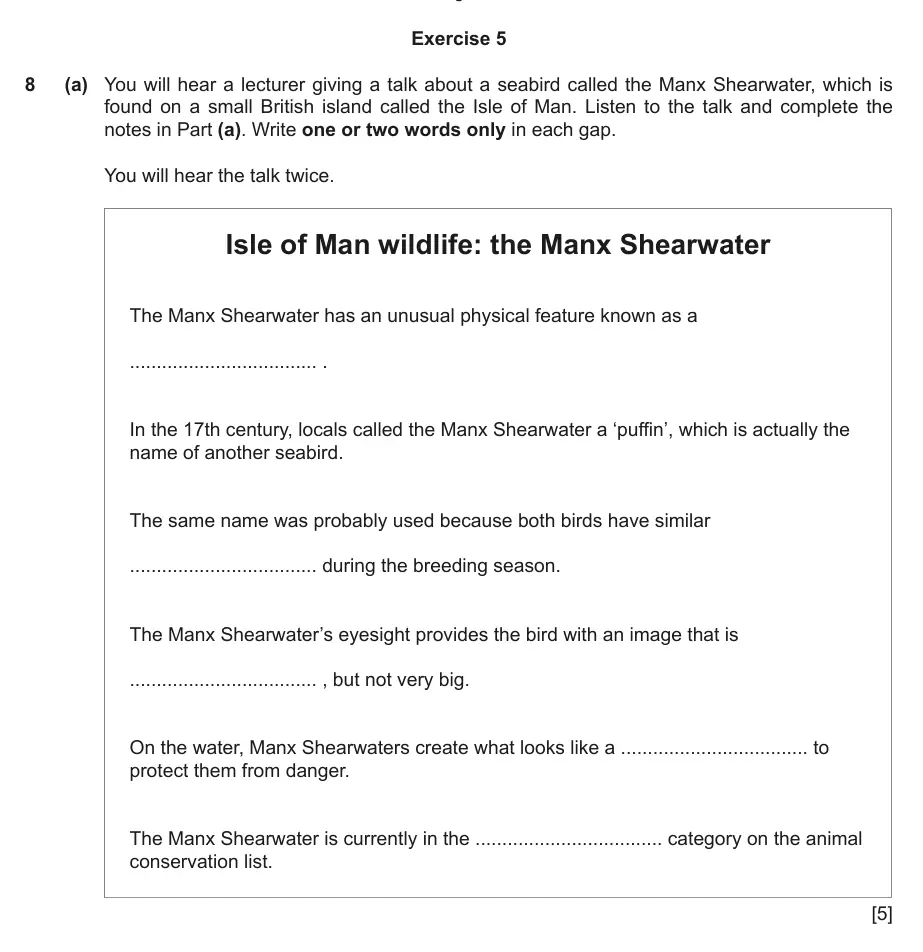 Exercise 5
8 (a) You will hear a lecturer giving a talk about a seabird called the Manx Shearwater, which is
found on a small British island called the Isle of Man. Listen to the talk and complete the
notes in Part (a). Write one or two words only in each gap.
You will hear the talk twice.
Isle of Man wildlife: the Manx Shearwater
The Manx Shearwater has an unusual physical feature known as a
................................... .
In the 17th century, locals called the Manx Shearwater a ‘puffin’, which is actually the
name of another seabird.
The same name was probably used because both birds have similar
................................... during the breeding season.
The Manx Shearwater’s eyesight provides the bird with an image that is
................................... , but not very big.
On the water, Manx Shearwaters create what looks like a ................................... to
protect them from danger.
The Manx Shearwater is currently in the ................................... category on the animal
conservation list.
[5]